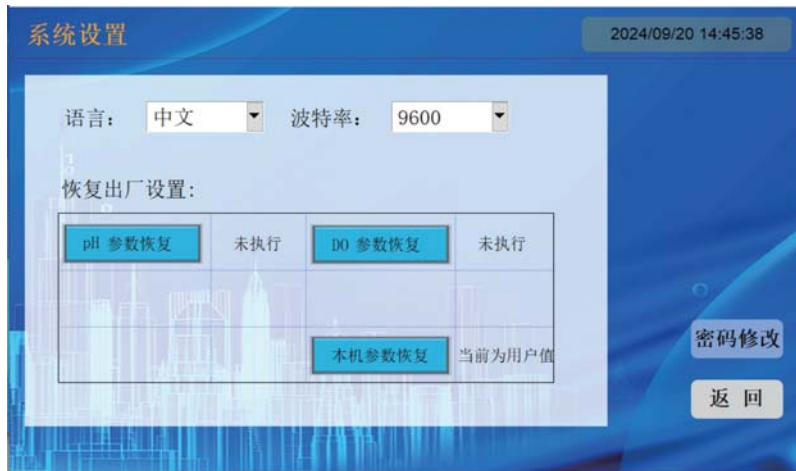 系统设置 2024/09/20 14:45:38
语言： 中文 波特率： 9600
恢复出厂设置:
pH 参数恢复 未执行 DO 参数恢复 未执行
本机参数恢复 当前为用户值
密码修改
返 回